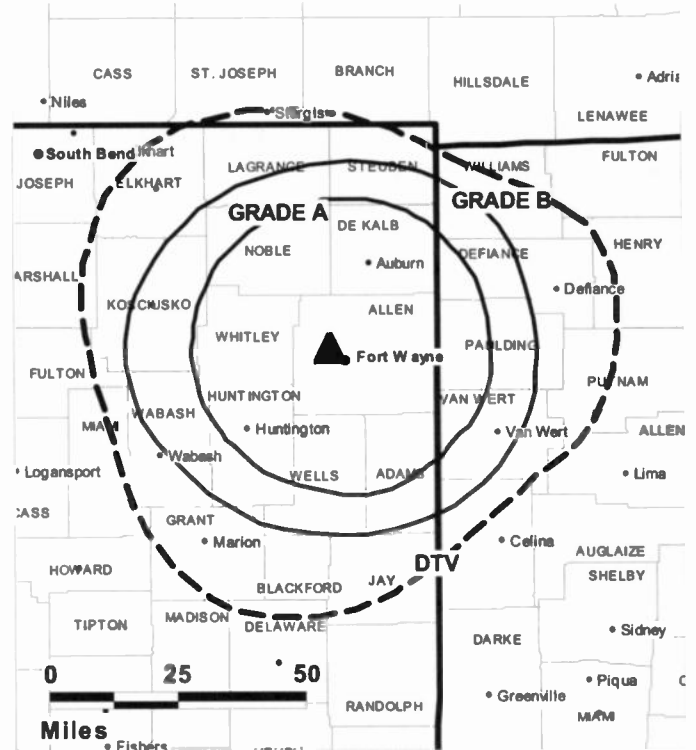 CASS
ST. JOSEPH
BRANCH
HILLSDALE
Niles
Sturgis
LENAWEE
South Bend
FULTON
JOSEPH
ELKHART
LAGRANGE
STEUBEN
WILLIAMS
GRADE A
GRADE B
DE KALB
NOBLE
HENRY
Auburn
DEFIANCE
Defiance
KOSCIUSKO
ALLEN
WHITLEY
PAULDING
Fort Wayne
FULTON
PUTNAM
HUNTINGTON
VAN WERT
WABASH
MIAMI
Huntington
Van Wert
ALLEN
Wabash
Logansport
WELLS
ADAMS
Lima
GRANT
Marion
Celina
AUGLAIZE
DTV
HOWARD
SHELBY
BLACKFORD
JAY
TIPTON
MADISON
DELAWARE
Sidney
DARKE
0 25 50
Piqua
Greenville
RANDOLPH
MIAMI
Miles
Fishers